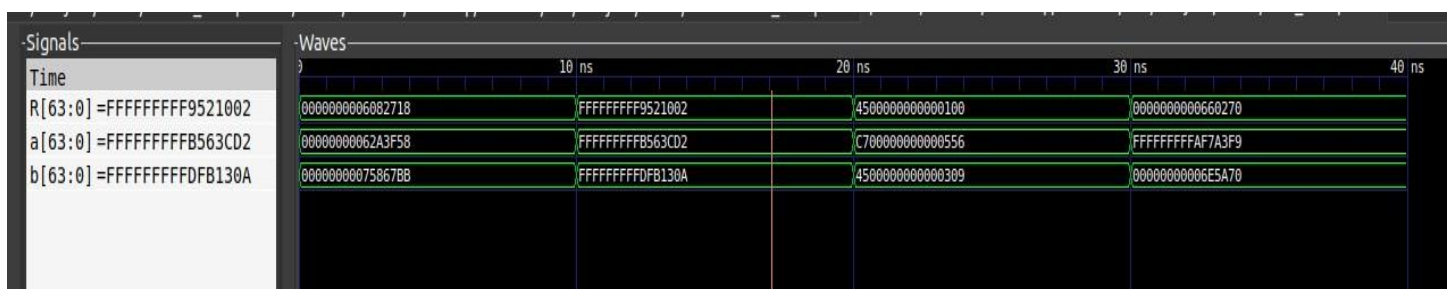 Signals
Waves
Time
0 10 ns 20 ns 30 ns 40 ns
R[63:0]=FFFFFFFFF9521002 0000000006082718 FFFFFFFFF9521002 4500000000000100 0000000000660270
a[63:0]=FFFFFFFFFB563CD2 00000000062A3F58 FFFFFFFFFB563CD2 C700000000000556 FFFFFFFFFAF7A3F9
b[63:0]=FFFFFFFFFDFB130A 00000000075867BB FFFFFFFFFDFB130A 4500000000000309 00000000006E5A70